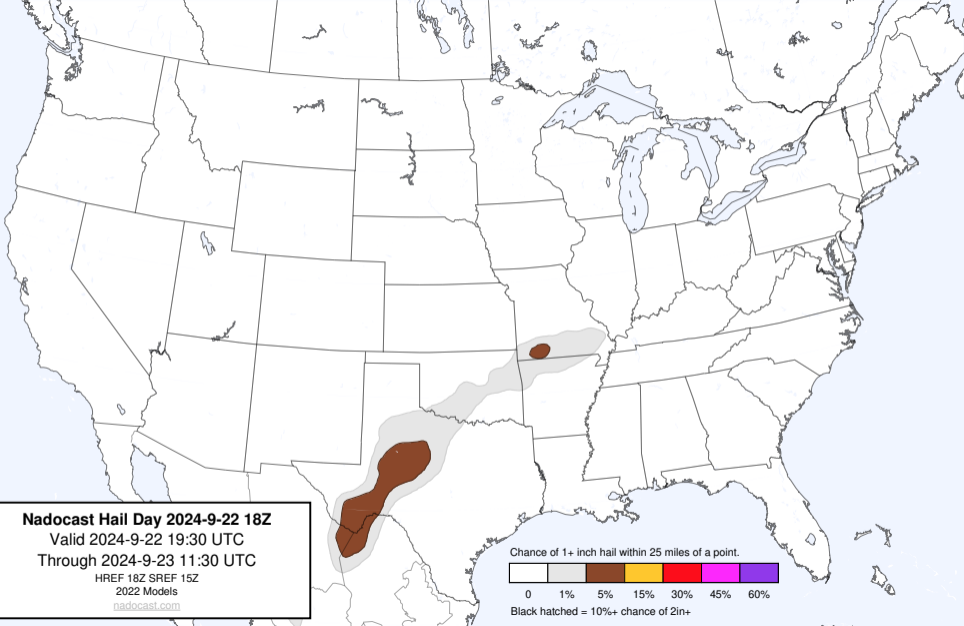 Nadocast Hail Day 2024-9-22 18Z
Valid 2024-9-22 19:30 UTC
Through 2024-9-23 11:30 UTC
HREF 18Z SREF 15Z
2022 Models
nadocast.com
Chance of 1+ inch hail within 25 miles of a point.
0 1% 5% 15% 30% 45% 60%
Black hatched = 10%+ chance of 2in+